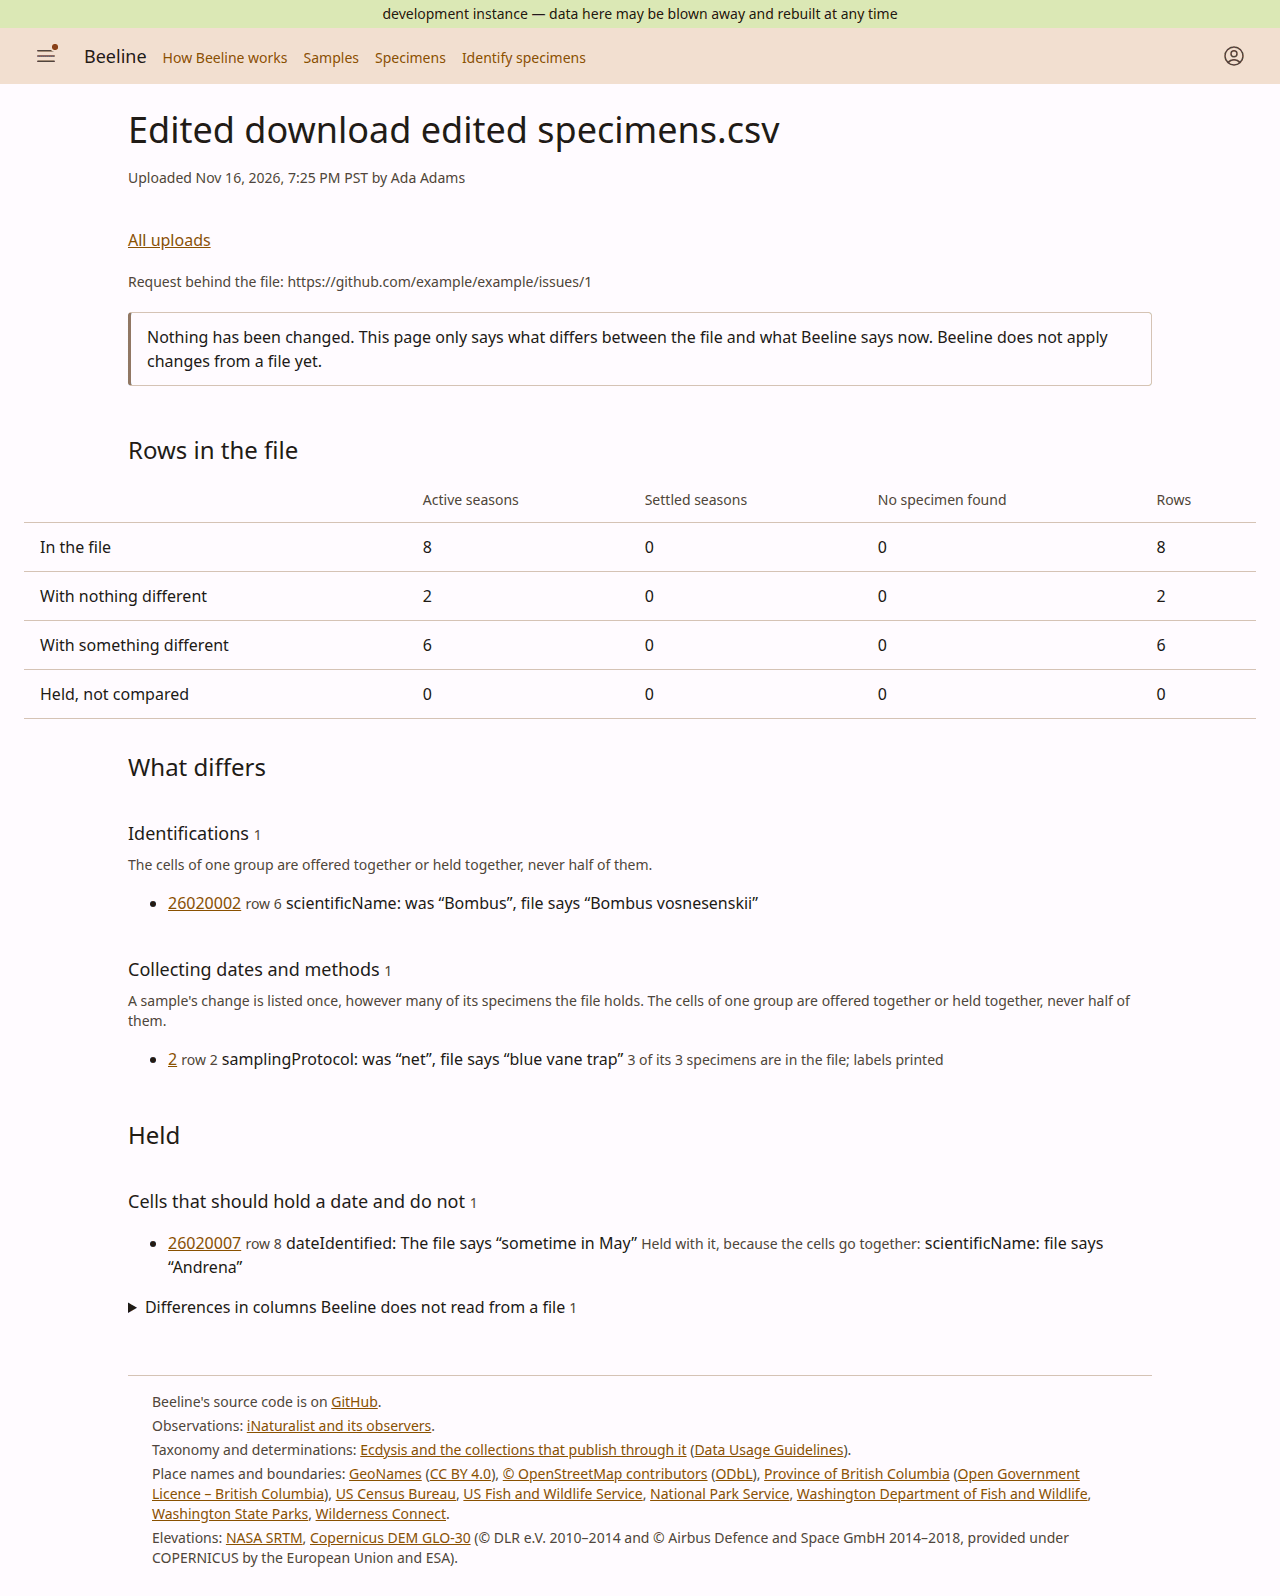 development instance — data here may be blown away and rebuilt at any time
Beeline How Beeline works Samples Specimens Identify specimens
Edited download edited specimens.csv
Uploaded Nov 16, 2026, 7:25 PM PST by Ada Adams
All uploads
Request behind the file: https://github.com/example/example/issues/1
Nothing has been changed. This page only says what differs between the file and what Beeline says now. Beeline does not apply
changes from a file yet.
Rows in the file
Active seasons Settled seasons No specimen found Rows
In the file 8 0 0 8
With nothing different 2 0 0 2
With something different 6 0 0 6
Held, not compared 0 0 0 0
What differs
Identifications 1
The cells of one group are offered together or held together, never half of them.
26020002 row 6 scientificName: was “Bombus”, file says “Bombus vosnesenskii”
Collecting dates and methods 1
A sample's change is listed once, however many of its specimens the file holds. The cells of one group are offered together or held together, never half of
them.
2 row 2 samplingProtocol: was “net”, file says “blue vane trap” 3 of its 3 specimens are in the file; labels printed
Held
Cells that should hold a date and do not 1
26020007 row 8 dateIdentified: The file says “sometime in May” Held with it, because the cells go together: scientificName: file says
“Andrena”
Differences in columns Beeline does not read from a file 1
Beeline's source code is on GitHub.
Observations: iNaturalist and its observers.
Taxonomy and determinations: Ecdysis and the collections that publish through it (Data Usage Guidelines).
Place names and boundaries: GeoNames (CC BY 4.0), © OpenStreetMap contributors (ODbL), Province of British Columbia (Open Government
Licence – British Columbia), US Census Bureau, US Fish and Wildlife Service, National Park Service, Washington Department of Fish and Wildlife,
Washington State Parks, Wilderness Connect.
Elevations: NASA SRTM, Copernicus DEM GLO-30 (© DLR e.V. 2010–2014 and © Airbus Defence and Space GmbH 2014–2018, provided under
COPERNICUS by the European Union and ESA).